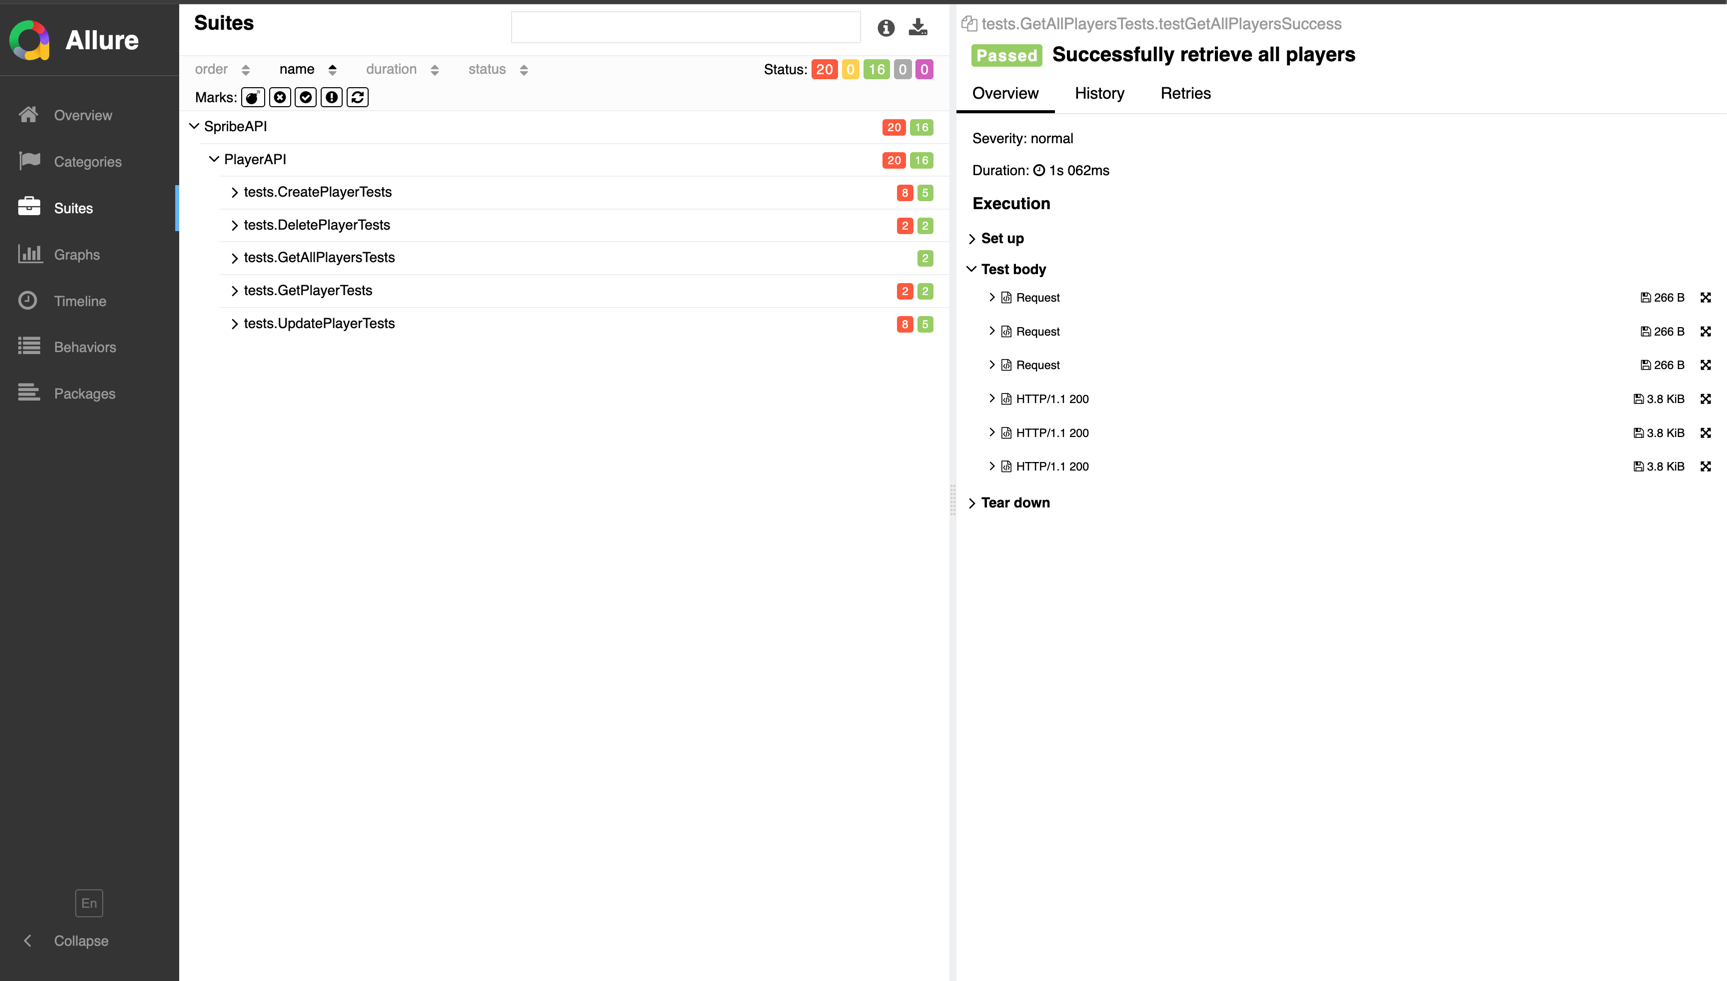 Allure
Overview
Categories
Suites
Graphs
Timeline
Behaviors
Packages
En
Collapse
Suites
order name duration status Status: 20 0 16 0 0
Marks:
SpribeAPI 20 16
PlayerAPI 20 16
tests.CreatePlayerTests 8 5
tests.DeletePlayerTests 2 2
tests.GetAllPlayersTests 2
tests.GetPlayerTests 2 2
tests.UpdatePlayerTests 8 5
tests.GetAllPlayersTests.testGetAllPlayersSuccess
Passed Successfully retrieve all players
Overview History Retries
Severity: normal
Duration: 1s 062ms
Execution
Set up
Test body
Request 266 B
Request 266 B
Request 266 B
HTTP/1.1 200 3.8 KiB
HTTP/1.1 200 3.8 KiB
HTTP/1.1 200 3.8 KiB
Tear down